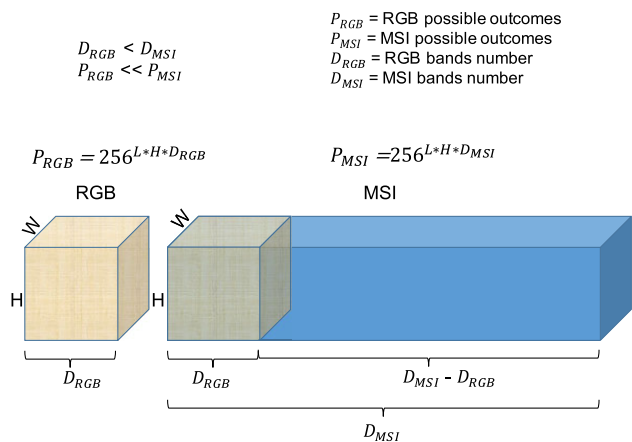 P_RGB = RGB possible outcomes
P_MSI = MSI possible outcomes
D_RGB = RGB bands number
D_MSI = MSI bands number
D_RGB < D_MSI
P_RGB << P_MSI
P_RGB = 256^{L*H*D_RGB}
P_MSI =256^{L*H*D_MSI}
RGB
MSI
W
W
H
H
D_RGB
D_RGB
D_MSI - D_RGB
D_MSI